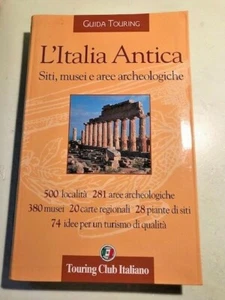 GUIDA TOURING
L'Italia Antica
Siti, musei e aree archeologiche
500 località 281 aree archeologiche
380 musei 20 carte regionali 28 piante di siti
74 idee per un turismo di qualità
Touring Club Italiano